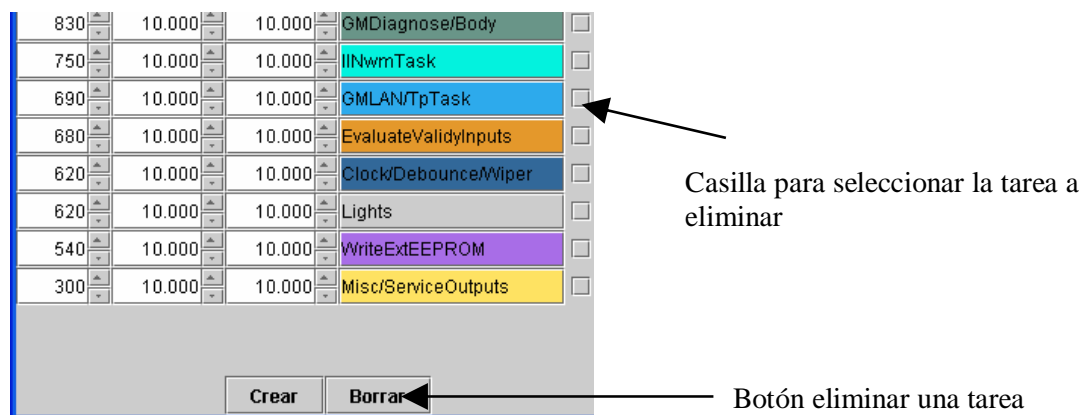 830 10.000 10.000 GMDiagnose/Body
750 10.000 10.000 IlNwmTask
690 10.000 10.000 GMLAN/TpTask
680 10.000 10.000 EvaluateValidyInputs
620 10.000 10.000 Clock/Debounce/Wiper
620 10.000 10.000 Lights
540 10.000 10.000 WriteExtEEPROM
300 10.000 10.000 Misc/ServiceOutputs
Casilla para seleccionar la tarea a
eliminar
Crear Borrar
Botón eliminar una tarea